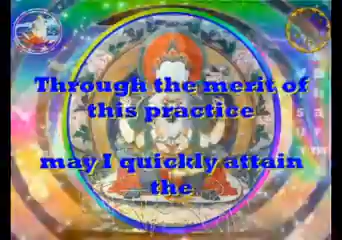 Through the merit of
this practice
may I quickly attain
the